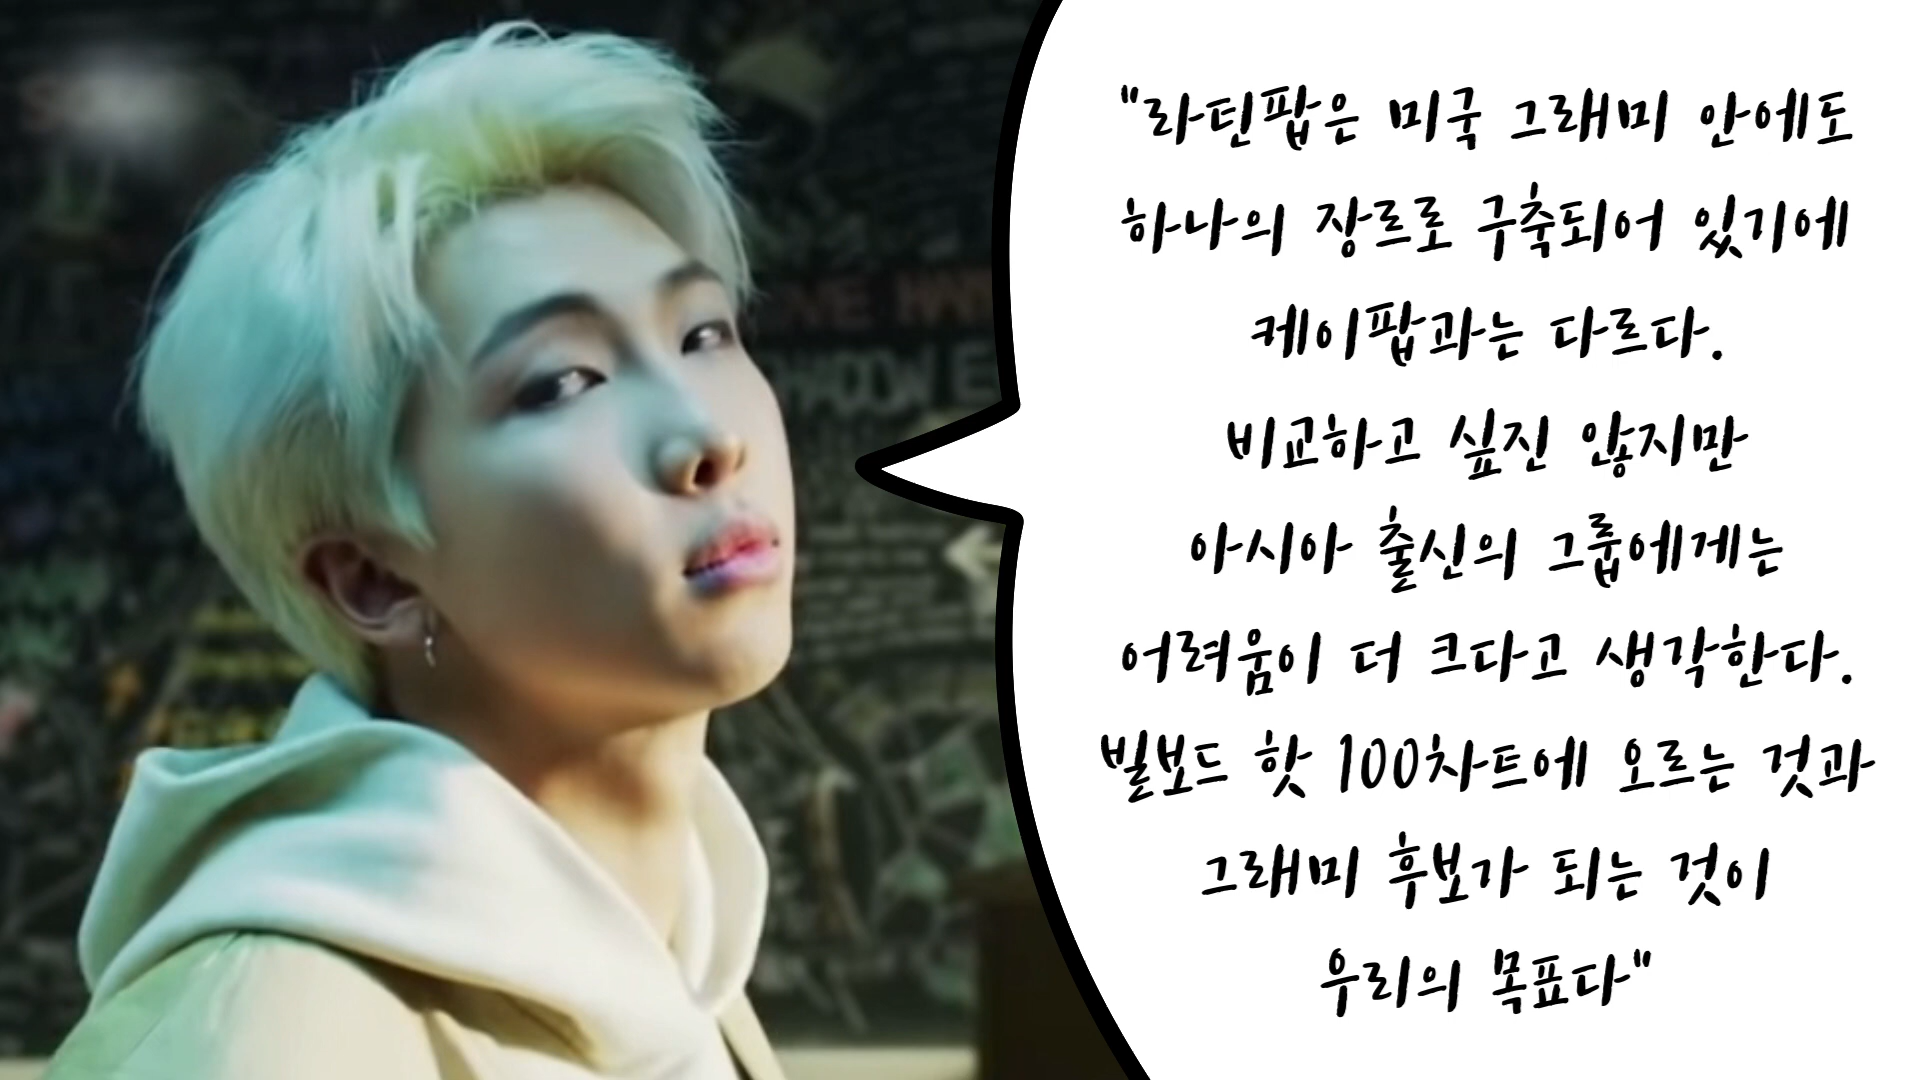 "라틴팝은 미국 그래미 안에도
하나의 장르로 구축되어 있기에
케이팝과는 다르다.
비교하고 싶진 않지만
아시아 출신의 그룹에게는
어려움이 더 크다고 생각한다.
빌보드 핫 100차트에 오르는 것과
그래미 후보가 되는 것이
우리의 목표다"